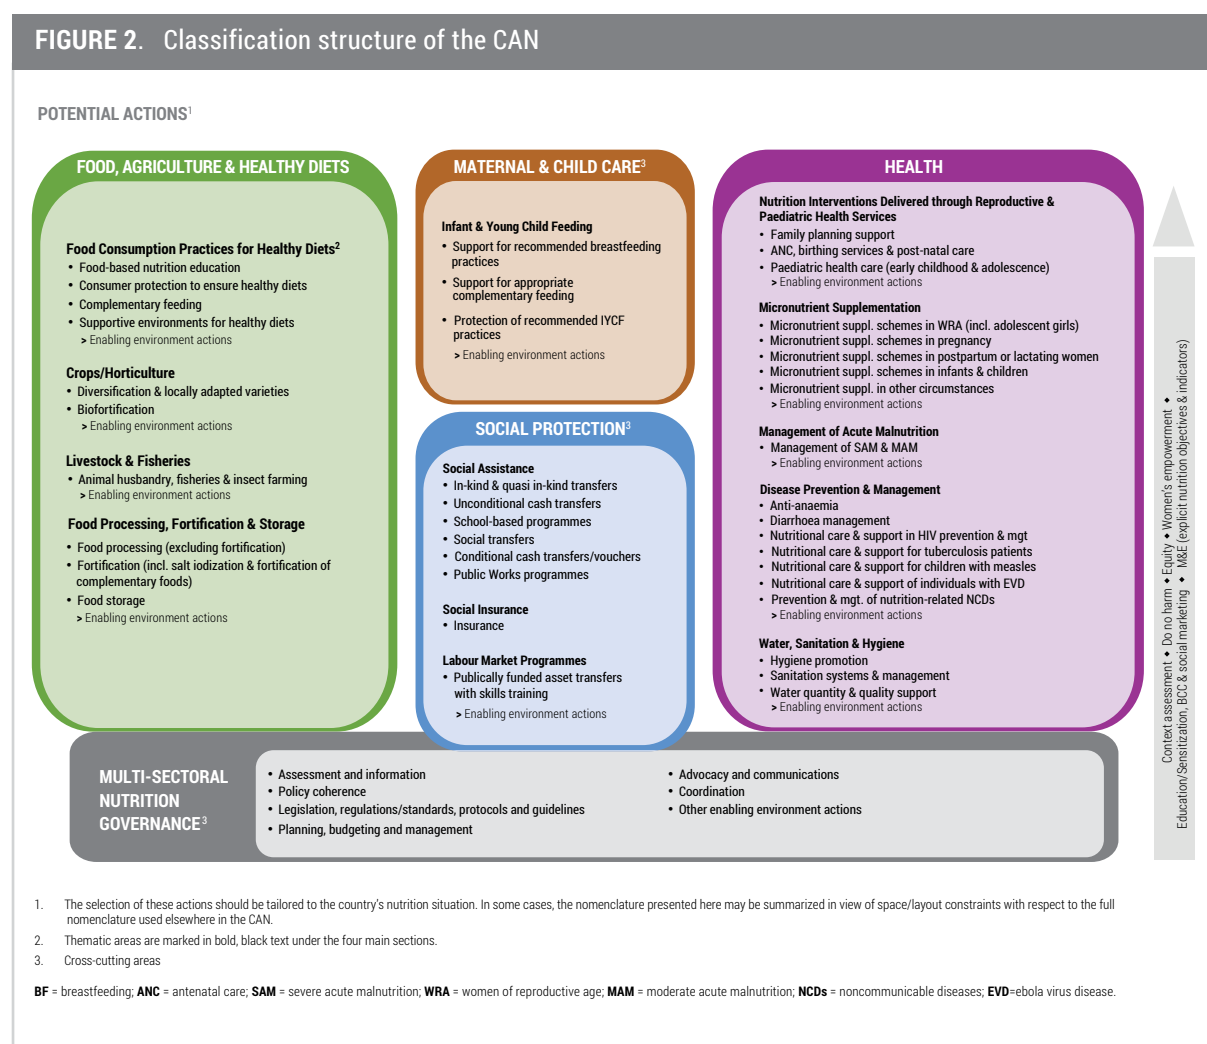 FIGURE 2. Classification structure of the CAN
POTENTIAL ACTIONS1
FOOD, AGRICULTURE & HEALTHY DIETS
Food Consumption Practices for Healthy Diets2
• Food-based nutrition education
• Consumer protection to ensure healthy diets
• Complementary feeding
• Supportive environments for healthy diets
> Enabling environment actions
Crops/Horticulture
• Diversification & locally adapted varieties
• Biofortification
> Enabling environment actions
Livestock & Fisheries
• Animal husbandry, fisheries & insect farming
> Enabling environment actions
Food Processing, Fortification & Storage
• Food processing (excluding fortification)
• Fortification (incl. salt iodization & fortification of
complementary foods)
• Food storage
> Enabling environment actions
MATERNAL & CHILD CARE3
Infant & Young Child Feeding
• Support for recommended breastfeeding
practices
• Support for appropriate
complementary feeding
• Protection of recommended IYCF
practices
> Enabling environment actions
SOCIAL PROTECTION3
Social Assistance
• In-kind & quasi in-kind transfers
• Unconditional cash transfers
• School-based programmes
• Social transfers
• Conditional cash transfers/vouchers
• Public Works programmes
Social Insurance
• Insurance
Labour Market Programmes
• Publically funded asset transfers
with skills training
> Enabling environment actions
HEALTH
Nutrition Interventions Delivered through Reproductive &
Paediatric Health Services
• Family planning support
• ANC, birthing services & post-natal care
• Paediatric health care (early childhood & adolescence)
> Enabling environment actions
Micronutrient Supplementation
• Micronutrient suppl. schemes in WRA (incl. adolescent girls)
• Micronutrient suppl. schemes in pregnancy
• Micronutrient suppl. schemes in postpartum or lactating women
• Micronutrient suppl. schemes in infants & children
• Micronutrient suppl. in other circumstances
> Enabling environment actions
Management of Acute Malnutrition
• Management of SAM & MAM
> Enabling environment actions
Disease Prevention & Management
• Anti-anaemia
• Diarrhoea management
• Nutritional care & support in HIV prevention & mgt
• Nutritional care & support for tuberculosis patients
• Nutritional care & support for children with measles
• Nutritional care & support of individuals with EVD
• Prevention & mgt. of nutrition-related NCDs
> Enabling environment actions
Water, Sanitation & Hygiene
• Hygiene promotion
• Sanitation systems & management
• Water quantity & quality support
> Enabling environment actions
Context assessment ◆ Do no harm ◆ Equity ◆ Women's empowerment ◆
Education/Sensitization, BCC & social marketing ◆ M&E (explicit nutrition objectives & indicators)
MULTI-SECTORAL
NUTRITION
GOVERNANCE3
• Assessment and information
• Policy coherence
• Legislation, regulations/standards, protocols and guidelines
• Planning, budgeting and management
• Advocacy and communications
• Coordination
• Other enabling environment actions
1. The selection of these actions should be tailored to the country's nutrition situation. In some cases, the nomenclature presented here may be summarized in view of space/layout constraints with respect to the full
nomenclature used elsewhere in the CAN.
2. Thematic areas are marked in bold, black text under the four main sections.
3. Cross-cutting areas
BF = breastfeeding; ANC = antenatal care; SAM = severe acute malnutrition; WRA = women of reproductive age; MAM = moderate acute malnutrition; NCDs = noncommunicable diseases; EVD=ebola virus disease.